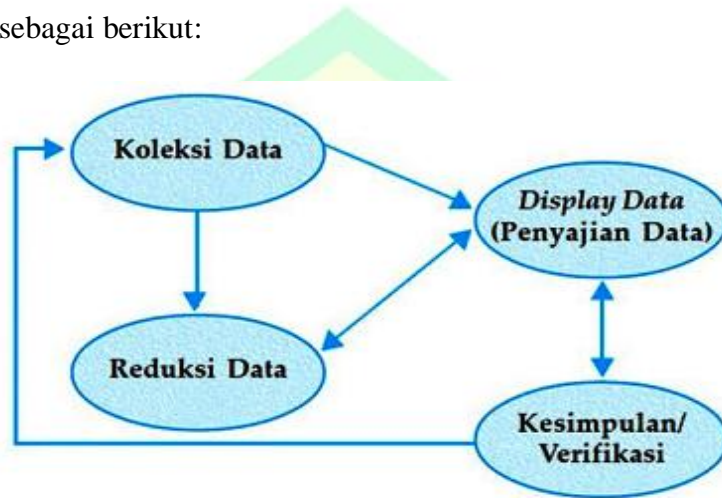 sebagai berikut:
Koleksi Data
Display Data
(Penyajian Data)
Reduksi Data
Kesimpulan/
Verifikasi